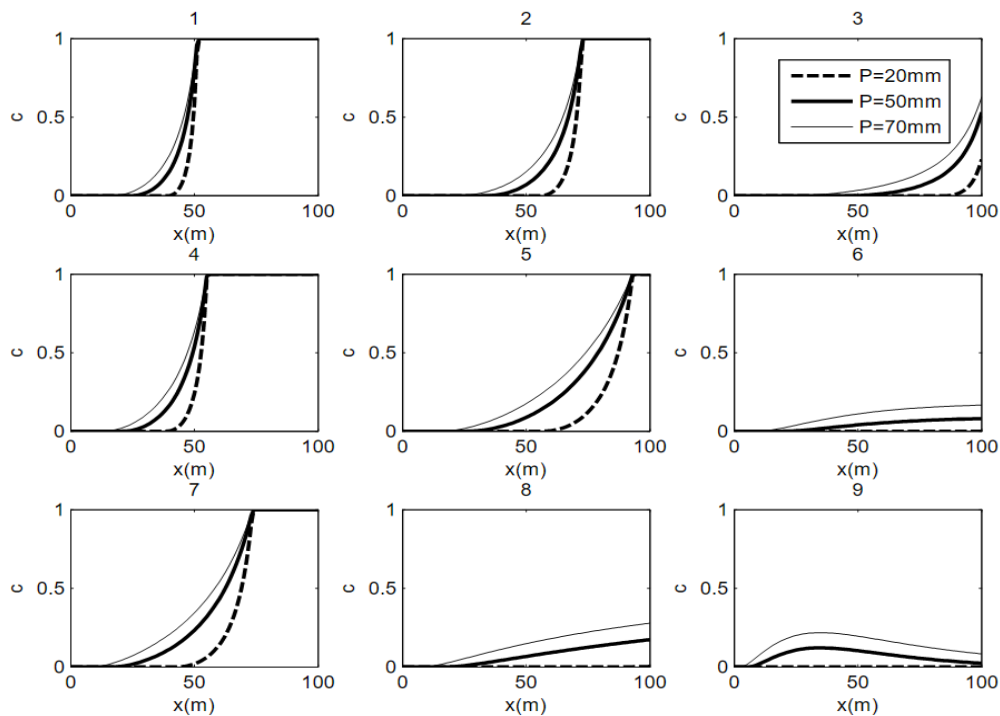 1 2 3
1 1 1
P=20mm
P=50mm
P=70mm
c 0.5 c 0.5 c 0.5
0 0 0
0 50 100 0 50 100 0 50 100
x(m) x(m) x(m)
4 5 6
1 1 1
c 0.5 c 0.5 c 0.5
0 0 0
0 50 100 0 50 100 0 50 100
x(m) x(m) x(m)
7 8 9
1 1 1
c 0.5 c 0.5 c 0.5
0 0 0
0 50 100 0 50 100 0 50 100
x(m) x(m) x(m)